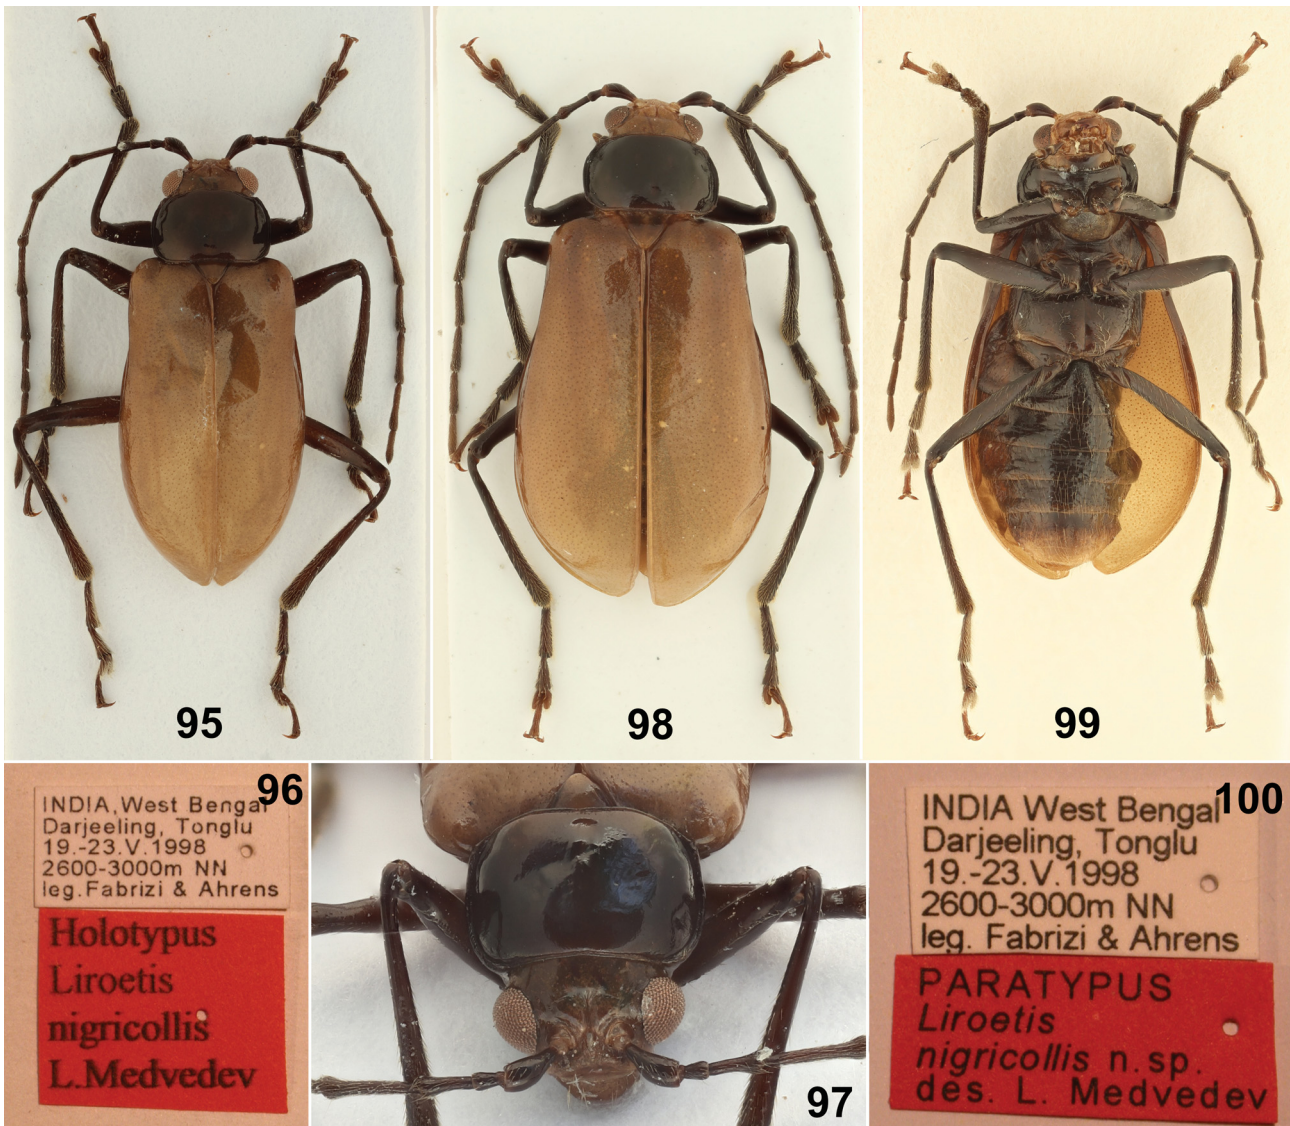 95
98
99
96
INDIA, West Bengal
Darjeeling, Tonglu
19.-23.V.1998
2600-3000m NN
leg. Fabrizi & Ahrens
Holotypus
Liroetis
nigricollis
L.Medvedev
97
100
INDIA West Bengal
Darjeeling, Tonglu
19.-23.V.1998
2600-3000m NN
leg. Fabrizi & Ahrens
PARATYPUS
Liroetis
nigricollis n.sp.
des. L. Medvedev